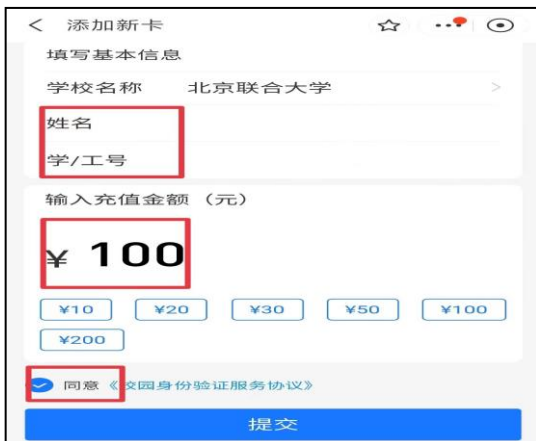 添加新卡
填写基本信息
学校名称 北京联合大学
姓名
学/工号
输入充值金额（元）
¥ 100
¥10 ¥20 ¥30 ¥50 ¥100
¥200
同意《校园身份验证服务协议》
提交